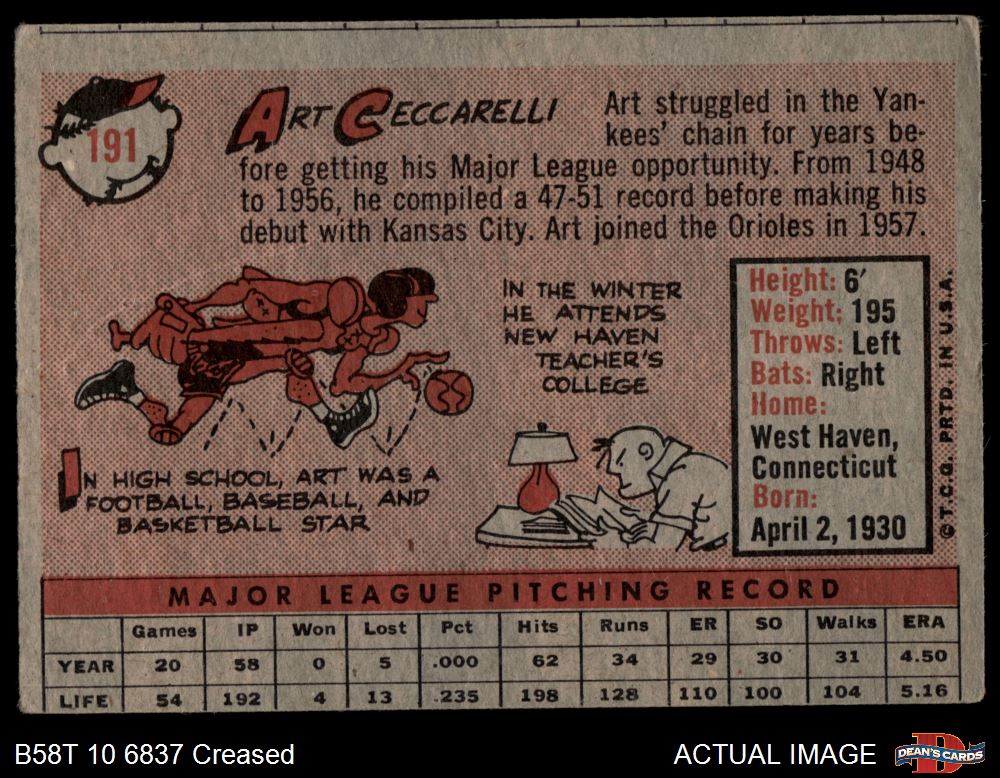 191
ART CECCARELLI
Art struggled in the Yan-
kees' chain for years be-
fore getting his Major League opportunity. From 1948
to 1956, he compiled a 47-51 record before making his
debut with Kansas City. Art joined the Orioles in 1957.
IN THE WINTER
HE ATTENDS
NEW HAVEN
TEACHER'S
COLLEGE
IN HIGH SCHOOL, ART WAS A
FOOTBALL, BASEBALL, AND
BASKETBALL STAR
Height: 6'
Weight: 195
Throws: Left
Bats: Right
Home:
West Haven,
Connecticut
Born:
April 2, 1930
© T.C.G. PRTD. IN U.S.A.
MAJOR LEAGUE PITCHING RECORD
Games IP Won Lost Pct Hits Runs ER SO Walks ERA
YEAR 20 58 0 5 .000 62 34 29 30 31 4.50
LIFE 54 192 4 13 .235 198 128 110 100 104 5.16
B58T 10 6837 Creased
ACTUAL IMAGE
DEAN'S CARDS